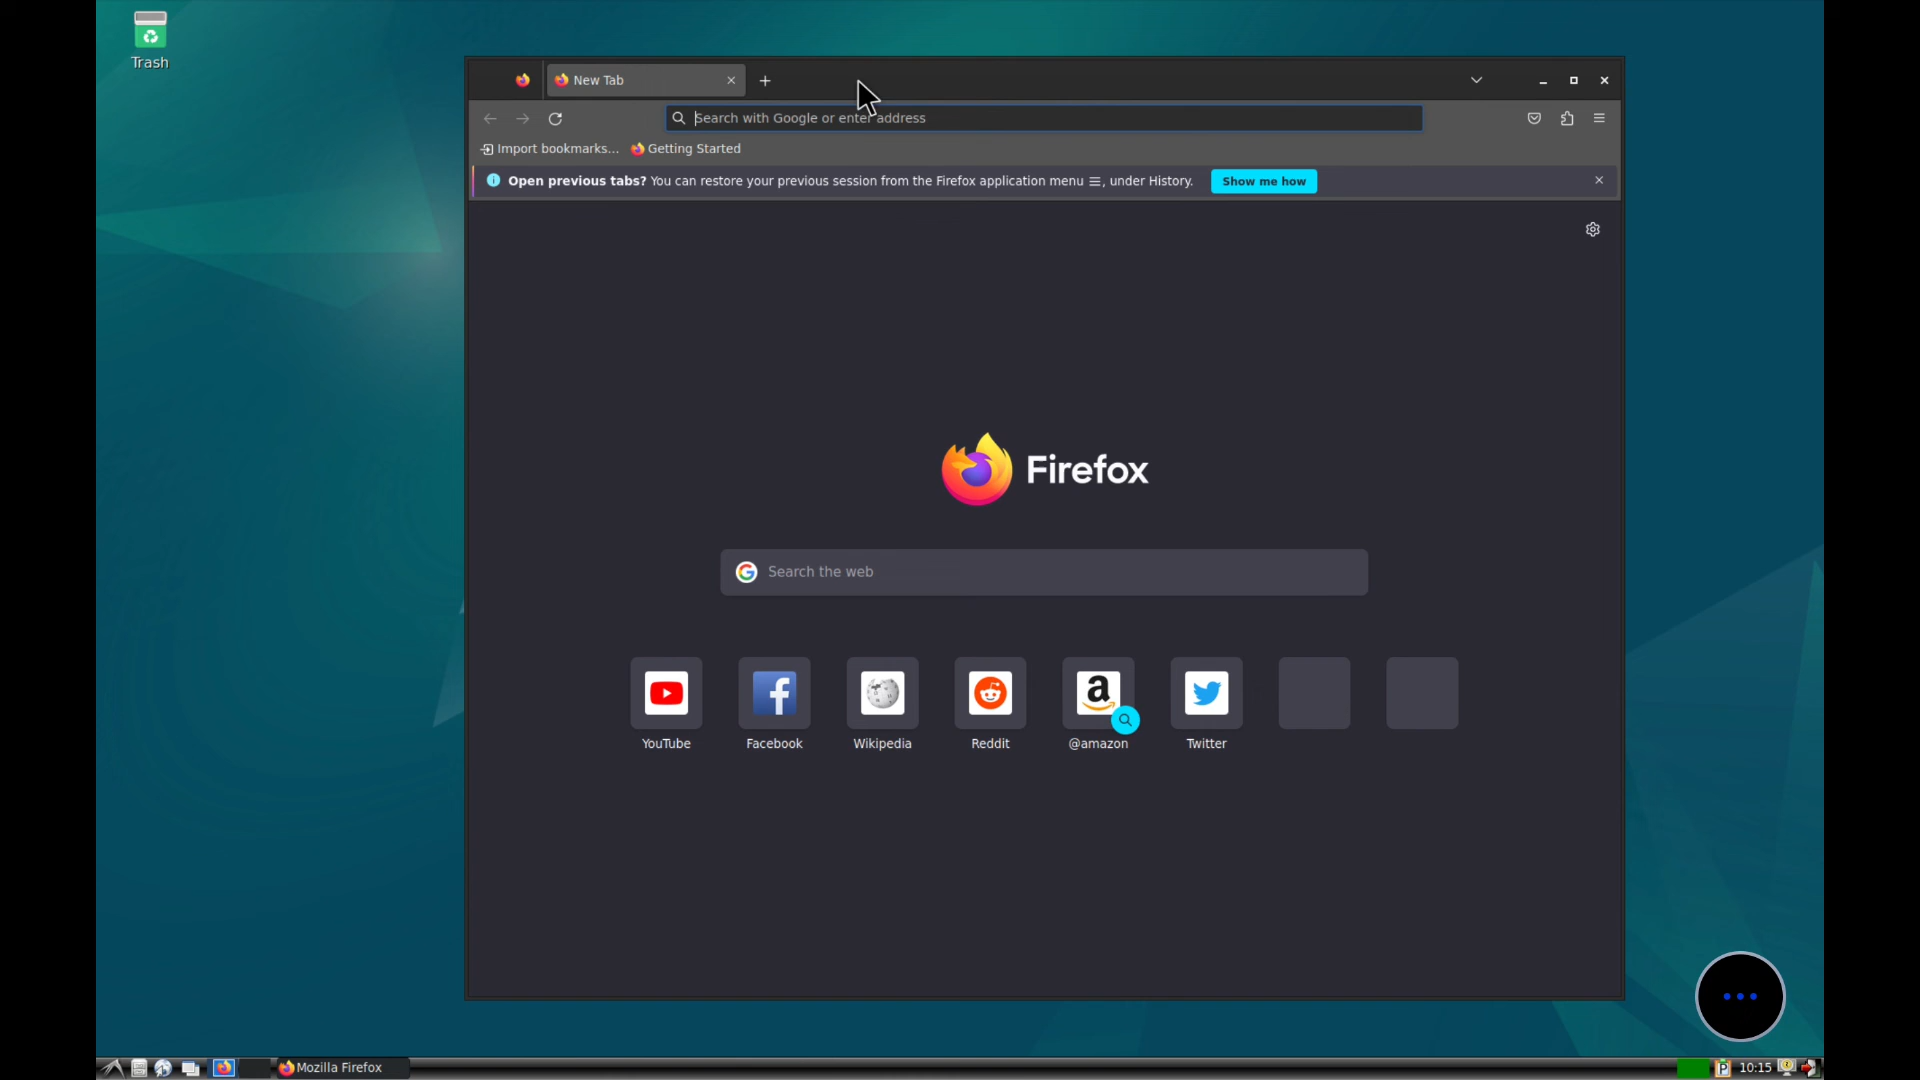 Trash
New Tab
Search with Google or enter address
Import bookmarks...
Getting Started
Open previous tabs? You can restore your previous session from the Firefox application menu ☰, under History.
Show me how
Firefox
Search the web
YouTube
Facebook
Wikipedia
Reddit
@amazon
Twitter
Mozilla Firefox
10:15